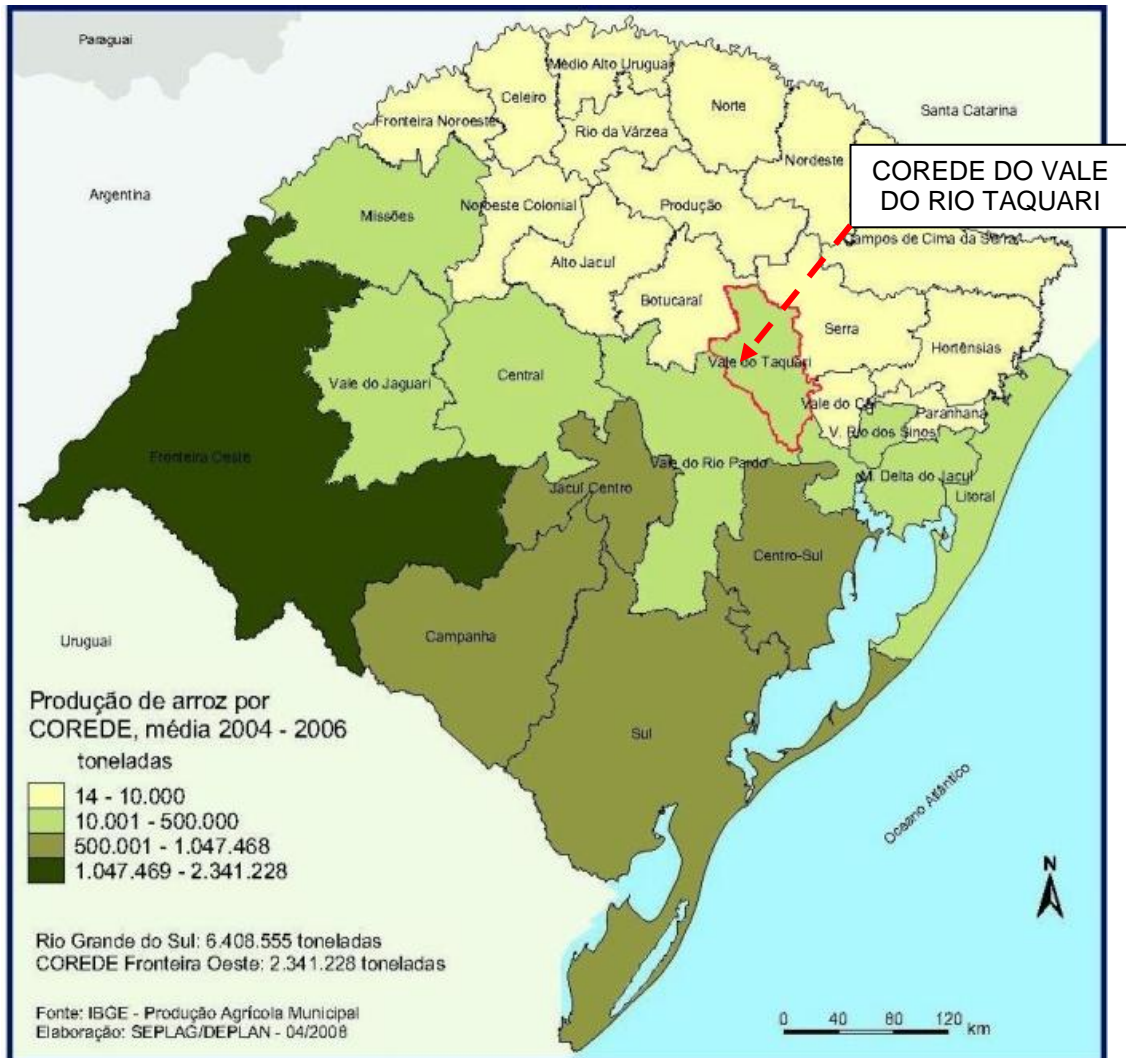 Paraguai
Médio Alto Uruguai
Celeiro
Norte
Santa Catarina
Fronteira Noroeste
Rio da Várzea
Nordeste
COREDE DO VALE
DO RIO TAQUARI
Argentina
Missões
Noroeste Colonial
Produção
Campos de Cima da Serra
Alto Jacuí
Botucaraí
Serra
Hortênsias
Vale do Taquari
Vale do Jaguari
Central
Vale do Caí
Paranhana
V. Rio dos Sinos
Fronteira Oeste
Vale do Rio Pardo
M. Delta do Jacuí
Jacuí Centro
Litoral
Centro-Sul
Uruguai
Campanha
Sul
Oceano Atlântico
Produção de arroz por
COREDE, média 2004 - 2006
toneladas
14 - 10.000
10.001 - 500.000
500.001 - 1.047.468
1.047.469 - 2.341.228
N
Rio Grande do Sul: 6.408.555 toneladas
COREDE Fronteira Oeste: 2.341.228 toneladas
Fonte: IBGE - Produção Agrícola Municipal
Elaboração: SEPLAG/DEPLAN - 04/2008
0 40 80 120 km